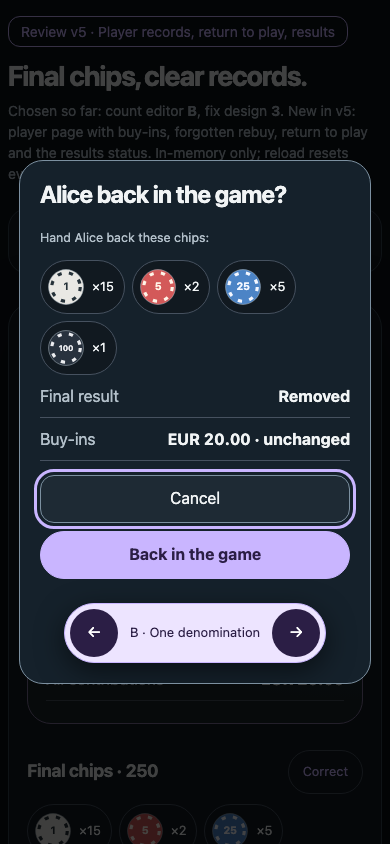 Review v5 · Player records, return to play, results
Final chips, clear records.
Chosen so far: count editor B, fix design 3. New in v5:
player page with buy-ins, forgotten rebuy, return to play
and the results status. In-memory only; reload resets
Alice back in the game?
Hand Alice back these chips:
1 ×15 5 ×2 25 ×5
100 ×1
Final result Removed
Buy-ins EUR 20.00 · unchanged
Cancel
Back in the game
← B · One denomination →
Final chips · 250 Correct
1 ×15 5 ×2 25 ×5